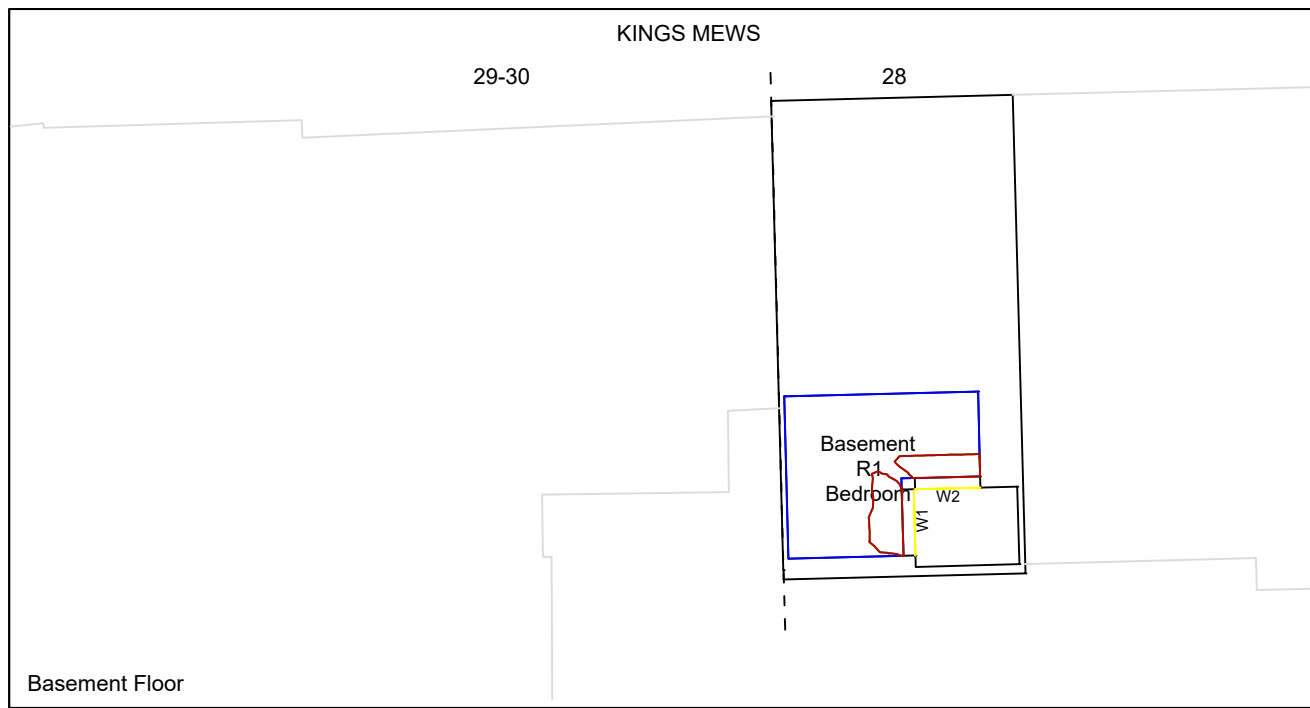 KINGS MEWS
29-30
28
Basement
R1
Bedroom
W2
W1
Basement Floor